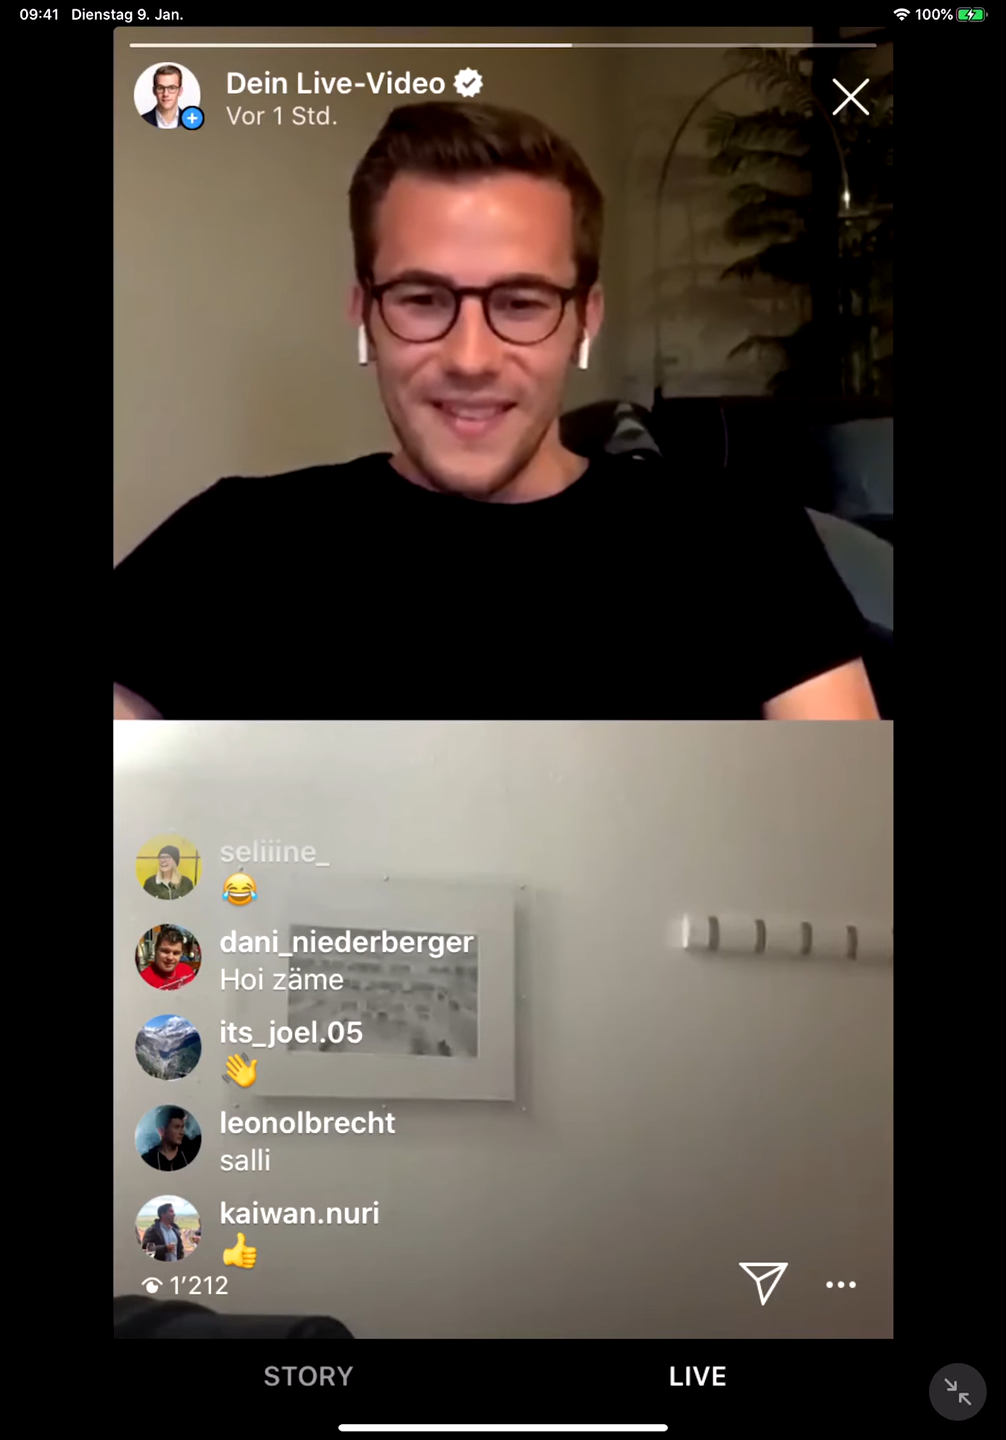 09:41 Dienstag 9. Jan. 100%
Dein Live-Video
Vor 1 Std.
seliiine_
😂
dani_niederberger
Hoi zäme
its_joel.05
👋
leonolbrecht
salli
kaiwan.nuri
👍
1’212
STORY LIVE